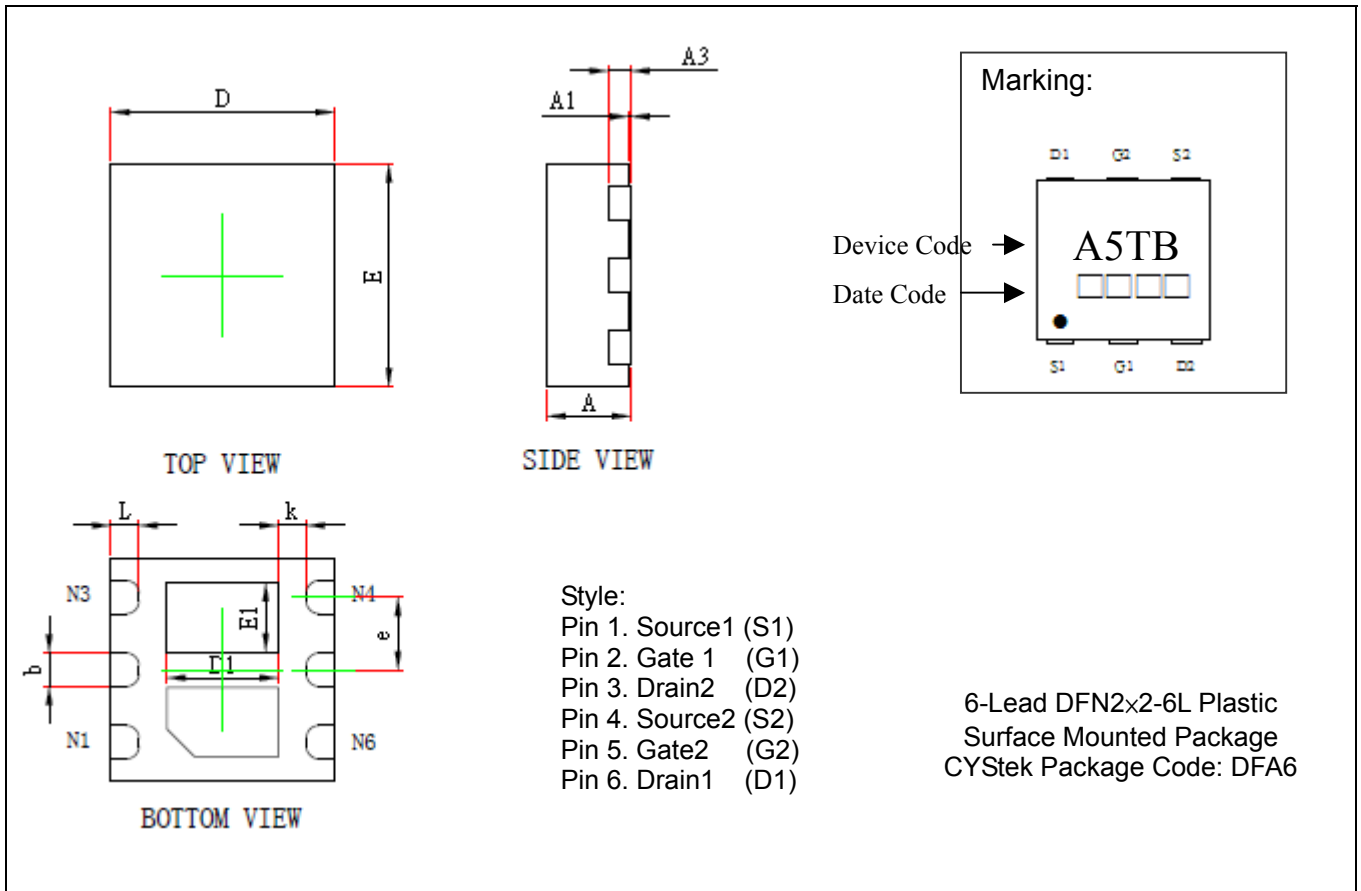 D
E
TOP VIEW
A3
A1
A
SIDE VIEW
Marking:
D1 G2 S2
Device Code
A5TB
Date Code
S1 G1 D2
L
k
N3
N4
E1
e
b
D1
N1
N6
BOTTOM VIEW
Style:
Pin 1. Source1 (S1)
Pin 2. Gate 1 (G1)
Pin 3. Drain2 (D2)
Pin 4. Source2 (S2)
Pin 5. Gate2 (G2)
Pin 6. Drain1 (D1)
6-Lead DFN2×2-6L Plastic
Surface Mounted Package
CYStek Package Code: DFA6